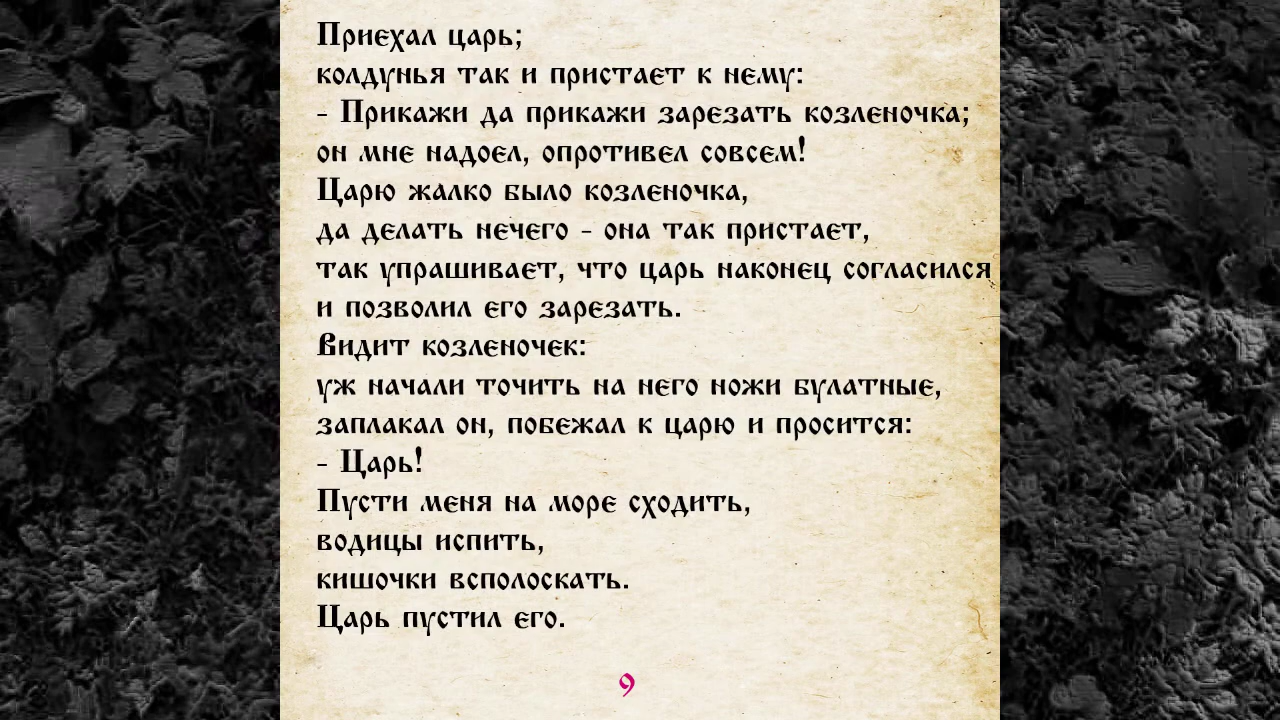 Приехал царь;
колдунья так и пристает к нему:
- Прикажи да прикажи зарезать козленочка;
он мне надоел, опротивел совсем!
Царю жалко было козленочка,
да делать нечего - она так пристает,
так упрашивает, что царь наконец согласился
и позволил его зарезать.
Видит козленочек:
уж начали точить на него ножи булатные,
заплакал он, побежал к царю и просится:
- Царь!
Пусти меня на море сходить,
водицы испить,
кишочки всполоскать.
Царь пустил его.
9